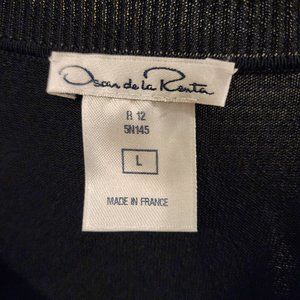 Oscar de la Renta
R 12
5N145
L
MADE IN FRANCE